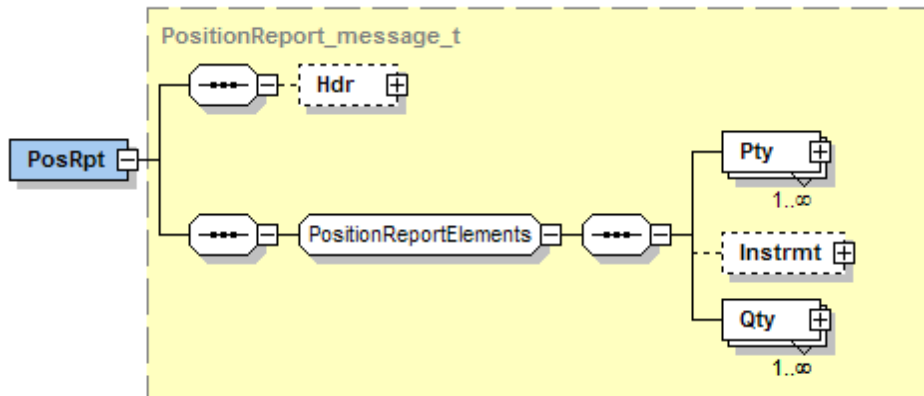 PositionReport_message_t
Hdr
PosRpt
Pty
1..∞
PositionReportElements
Instrmt
Qty
1..∞